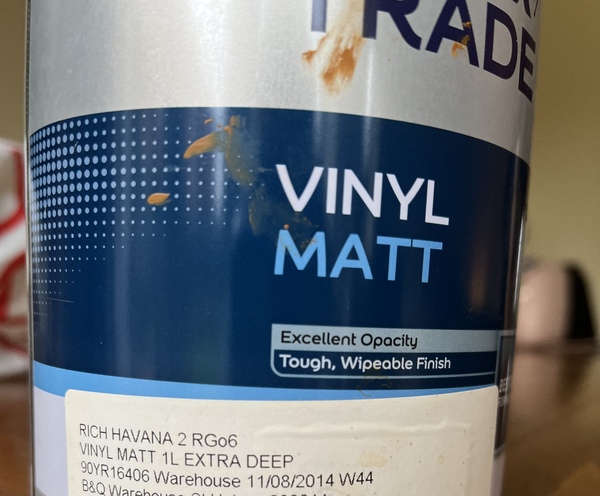 TRADE
VINYL
MATT
Excellent Opacity
Tough, Wipeable Finish
RICH HAVANA 2 RGo6
VINYL MATT 1L EXTRA DEEP
90YR16406 Warehouse 11/08/2014 W44
B&Q Warehouse